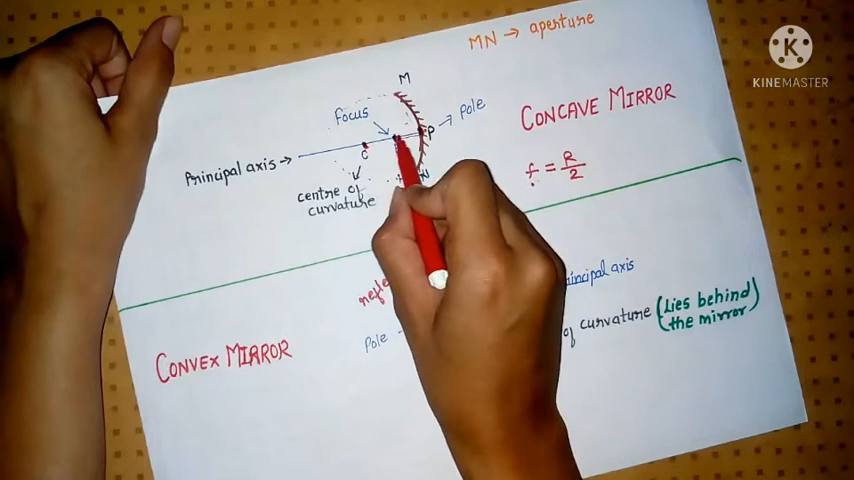 MN → aperture
K
KINEMASTER
M
focus
pole
P
CONCAVE MIRROR
Principal axis →
C
f = R/2
N
centre of
curvature
principal axis
CONVEX MIRROR
Pole
of curvature (Lies behind
the mirror)